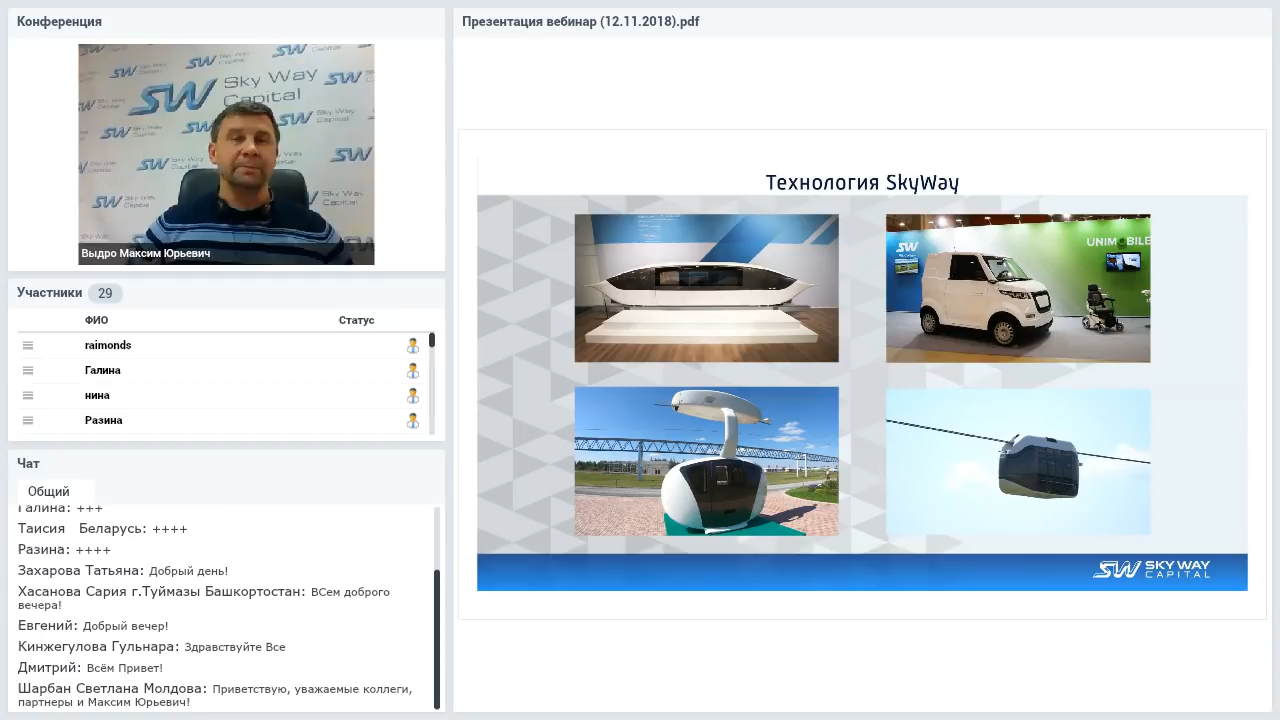 Конференция
SW
Sky Way
Capital
Выдро Максим Юрьевич
Участники 29
ФИО Статус
raimonds
Галина
нина
Разина
Чат
Общий
Галина: +++
Таисия Беларусь: ++++
Разина: ++++
Захарова Татьяна: Добрый день!
Хасанова Сария г.Туймазы Башкортостан: ВСем доброго
вечера!
Евгений: Добрый вечер!
Кинжегулова Гульнара: Здравствуйте Все
Дмитрий: Всём Привет!
Шарбан Светлана Молдова: Приветствую, уважаемые коллеги,
партнеры и Максим Юрьевич!
Презентация вебинар (12.11.2018).pdf
Технология SkyWay
SW
UNIMOBILE
SW SKY WAY
CAPITAL